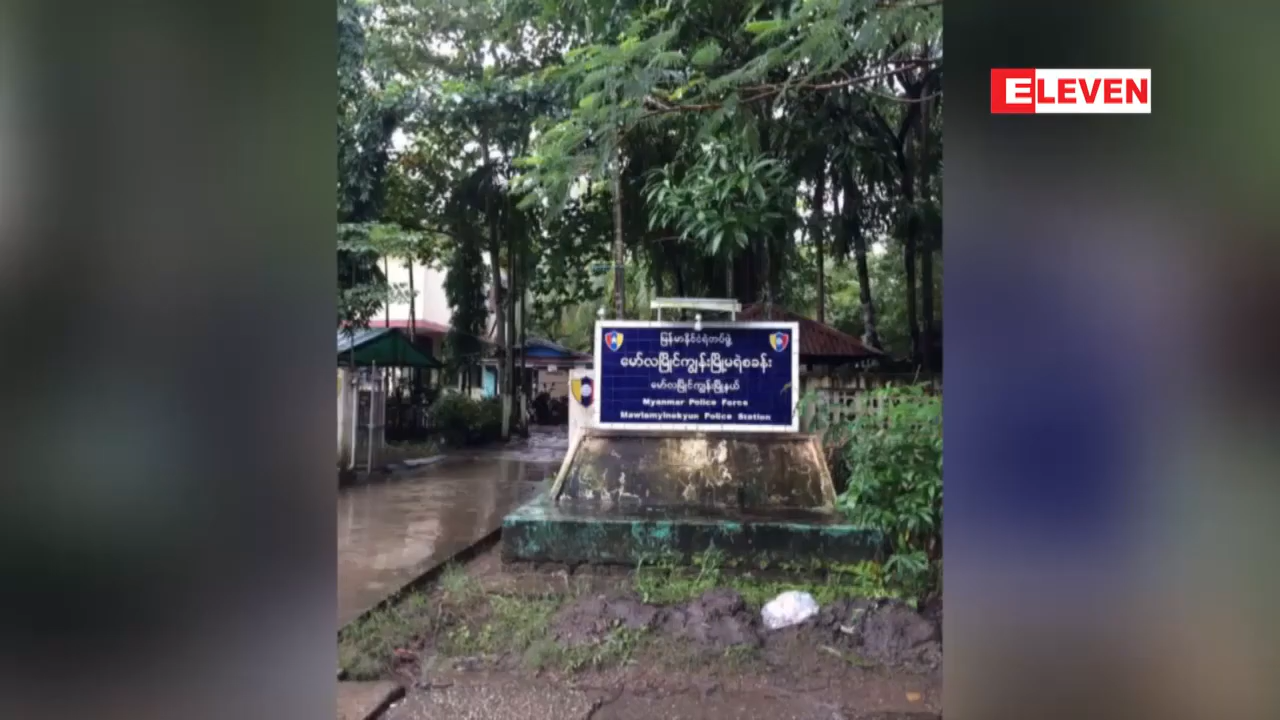 ELEVEN
မြန်မာနိုင်ငံရဲတပ်ဖွဲ့
မော်လမြိုင်ကျွန်းမြို့မရဲစခန်း
မော်လမြိုင်ကျွန်းမြို့နယ်
Myanmar Police Force
Mawlamyinekyun Police Station